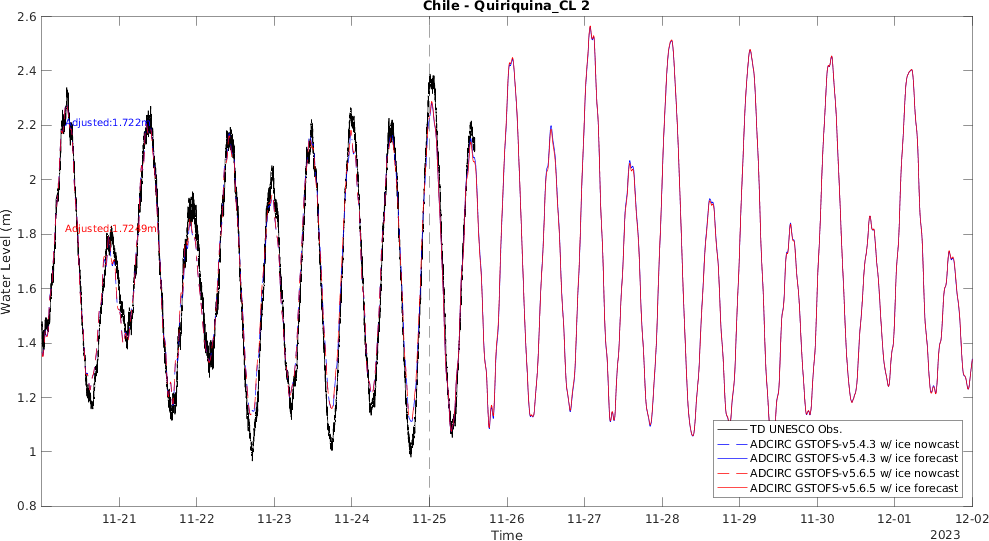 Chile - Quiriquina_CL 2
Water Level (m)
2.6
2.4
2.2
2
1.8
1.6
1.4
1.2
1
0.8
Adjusted:1.722m
Adjusted:1.7249m
TD UNESCO Obs.
ADCIRC GSTOFS-v5.4.3 w/ ice nowcast
ADCIRC GSTOFS-v5.4.3 w/ ice forecast
ADCIRC GSTOFS-v5.6.5 w/ ice nowcast
ADCIRC GSTOFS-v5.6.5 w/ ice forecast
11-21 11-22 11-23 11-24 11-25 11-26 11-27 11-28 11-29 11-30 12-01 12-02
Time
2023